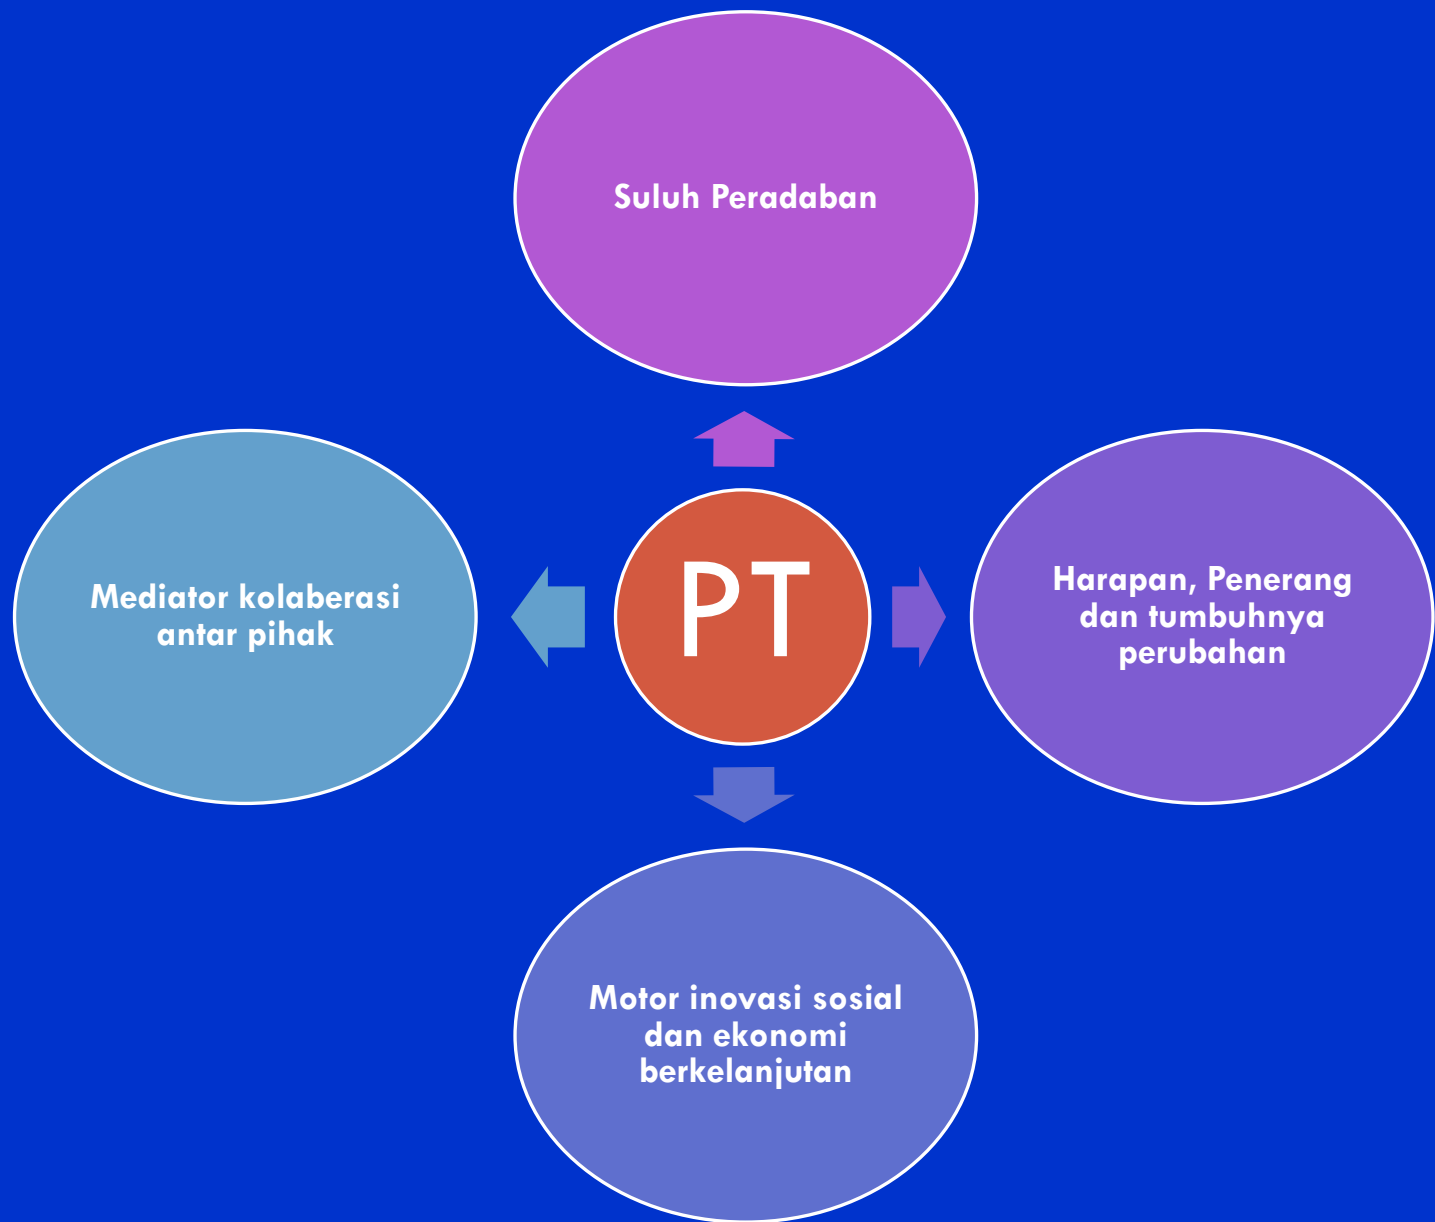 Suluh Peradaban
Mediator kolaberasi
antar pihak
PT
Harapan, Penerang
dan tumbuhnya
perubahan
Motor inovasi sosial
dan ekonomi
berkelanjutan